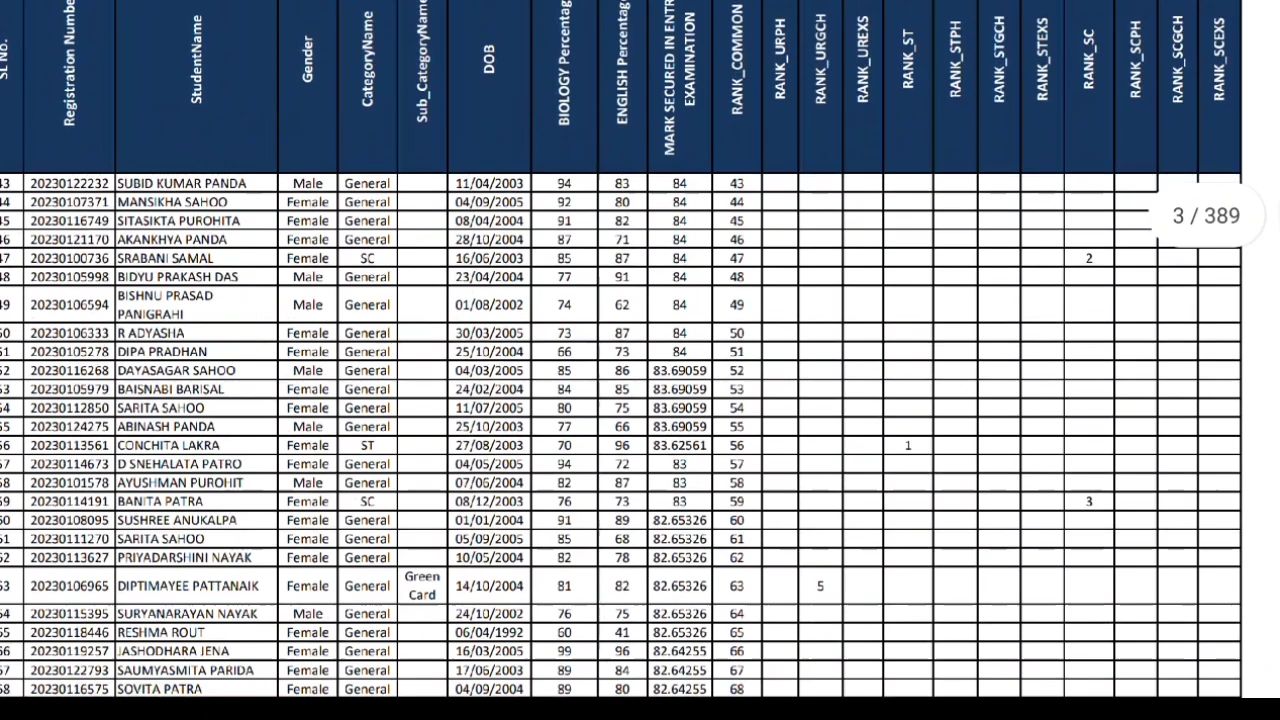 SL No. Registration Numbe StudentName Gender CategoryName Sub_CategoryName DOB BIOLOGY Percentag ENGLISH Percentag MARK SECURED IN ENTR EXAMINATION RANK_COMMON RANK_URPH RANK_URGCH RANK_UREXS RANK_ST RANK_STPH RANK_STGCH RANK_STEXS RANK_SC RANK_SCPH RANK_SCGCH RANK_SCEXS
43 20230122232 SUBID KUMAR PANDA Male General 11/04/2003 94 83 84 43
44 20230107371 MANSIKHA SAHOO Female General 04/09/2005 92 80 84 44
45 20230116749 SITASIKTA PUROHITA Female General 08/04/2004 91 82 84 45
3 / 389
46 20230121170 AKANKHYA PANDA Female General 28/10/2004 87 71 84 46
47 20230100736 SRABANI SAMAL Female SC 16/06/2003 85 87 84 47 2
48 20230105998 BIDYU PRAKASH DAS Male General 23/04/2004 77 91 84 48
49 20230106594 BISHNU PRASAD PANIGRAHI Male General 01/08/2002 74 62 84 49
50 20230106333 R ADYASHA Female General 30/03/2005 73 87 84 50
51 20230105278 DIPA PRADHAN Female General 25/10/2004 66 73 84 51
52 20230116268 DAYASAGAR SAHOO Male General 04/03/2005 85 86 83.69059 52
53 20230105979 BAISNABI BARISAL Female General 24/02/2004 84 85 83.69059 53
54 20230112850 SARITA SAHOO Female General 11/07/2005 80 75 83.69059 54
55 20230124275 ABINASH PANDA Male General 25/10/2003 77 66 83.69059 55
56 20230113561 CONCHITA LAKRA Female ST 27/08/2003 70 96 83.62561 56 1
57 20230114673 D SNEHALATA PATRO Female General 04/05/2005 94 72 83 57
58 20230101578 AYUSHMAN PUROHIT Male General 07/06/2004 82 87 83 58
59 20230114191 BANITA PATRA Female SC 08/12/2003 76 73 83 59 3
60 20230108095 SUSHREE ANUKALPA Female General 01/01/2004 91 89 82.65326 60
61 20230111270 SARITA SAHOO Female General 05/09/2005 85 68 82.65326 61
62 20230113627 PRIYADARSHINI NAYAK Female General 10/05/2004 82 78 82.65326 62
63 20230106965 DIPTIMAYEE PATTANAIK Female General Green Card 14/10/2004 81 82 82.65326 63 5
64 20230115395 SURYANARAYAN NAYAK Male General 24/10/2002 76 75 82.65326 64
65 20230118446 RESHMA ROUT Female General 06/04/1992 60 41 82.65326 65
66 20230119257 JASHODHARA JENA Female General 16/03/2005 99 96 82.64255 66
67 20230122793 SAUMYASMITA PARIDA Female General 17/06/2003 89 84 82.64255 67
68 20230116575 SOVITA PATRA Female General 04/09/2004 89 80 82.64255 68